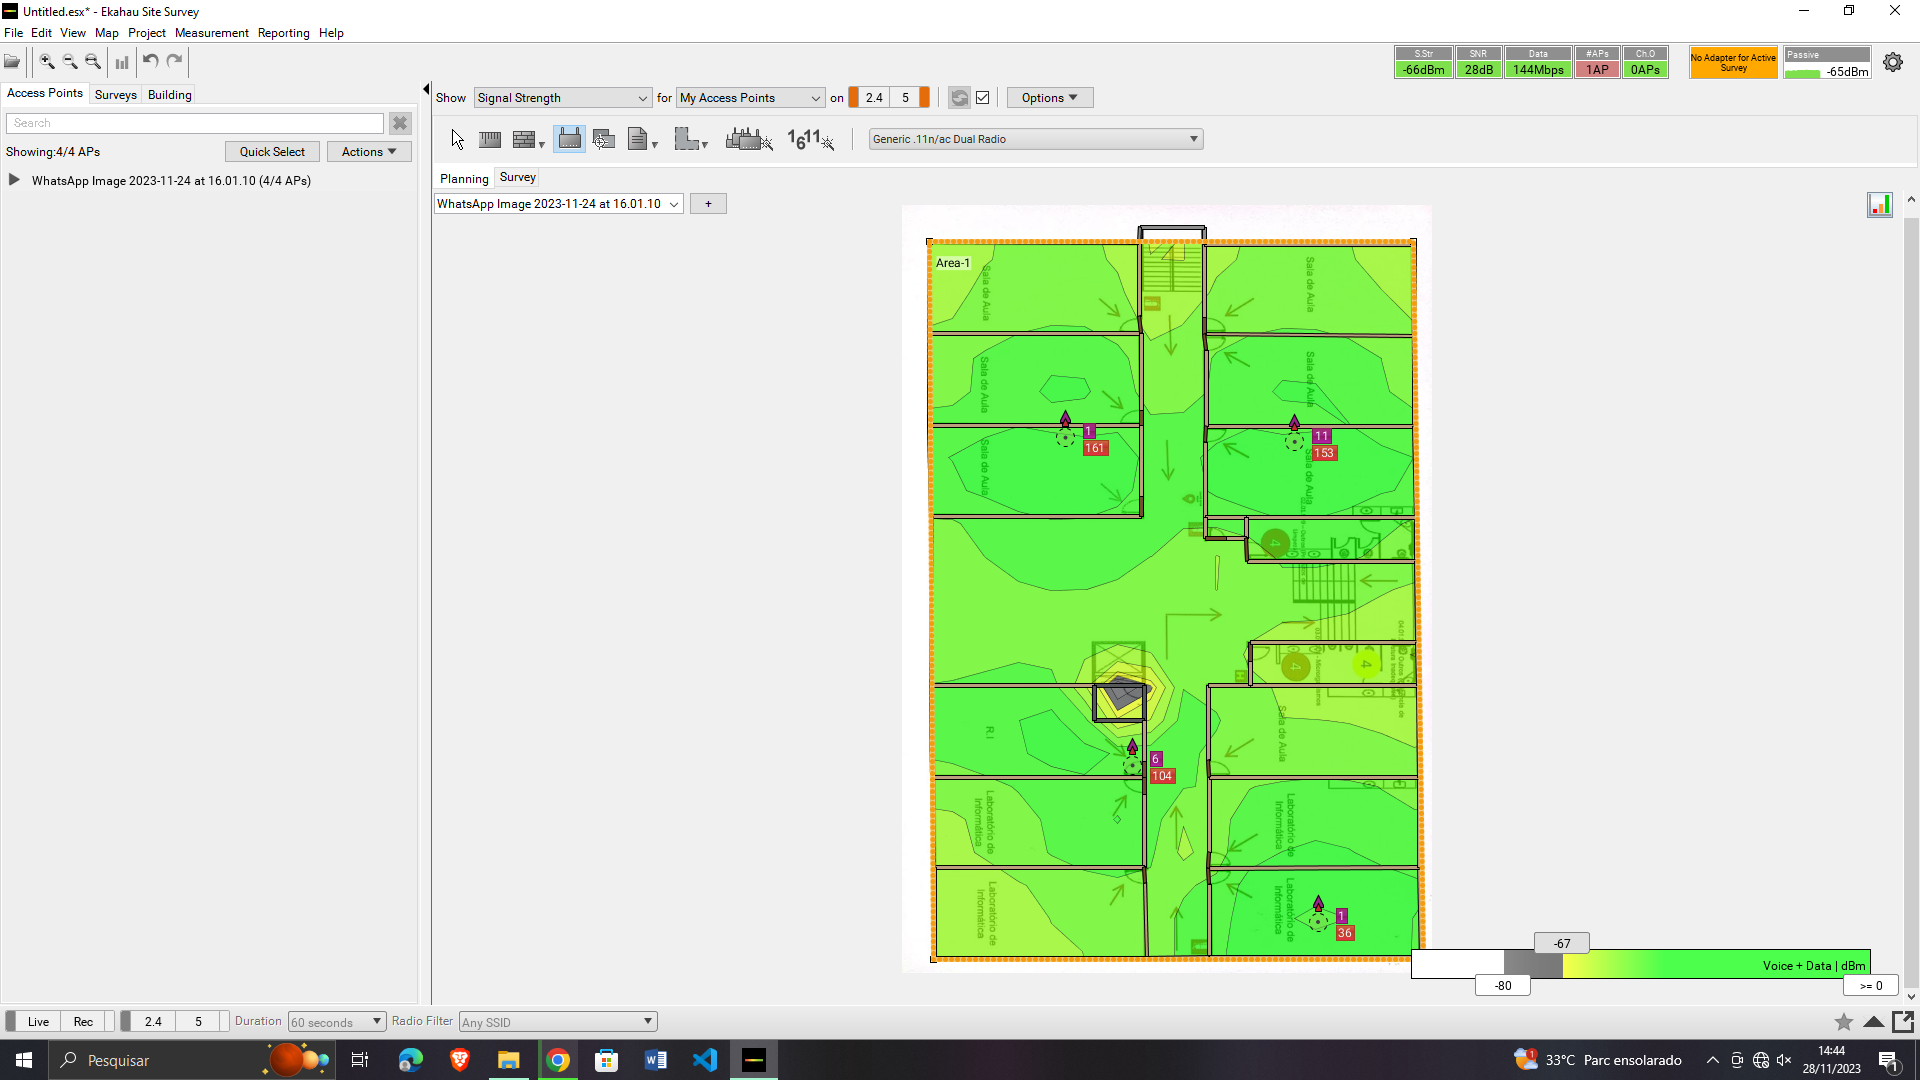 Untitled.esx* - Ekahau Site Survey
File Edit View Map Project Measurement Reporting Help
S.Str SNR Data #APs Ch.O
-66dBm 28dB 144Mbps 1AP 0APs
No Adapter for Active Survey
Passive
-65dBm
Access Points Surveys Building
Show Signal Strength for My Access Points on 2.4 5 Options
Search
Showing:4/4 APs Quick Select Actions
WhatsApp Image 2023-11-24 at 16.01.10 (4/4 APs)
1 6 11
Generic .11n/ac Dual Radio
Planning Survey
WhatsApp Image 2023-11-24 at 16.01.10 +
Area-1
Sala de Aula
Sala de Aula
Sala de Aula
Sala de Aula
Sala de Aula
Sala de Aula
1
161
11
153
4
4
4
Sala de Aula
R.I
6
104
Laboratório de
Informática
Laboratório de
Informática
Laboratório de
Informática
Laboratório de
Informática
1
36
-67
Voice + Data | dBm
-80
>= 0
Live Rec 2.4 5 Duration 60 seconds Radio Filter Any SSID
Pesquisar
33°C Parc ensolarado
14:44
28/11/2023
1
1